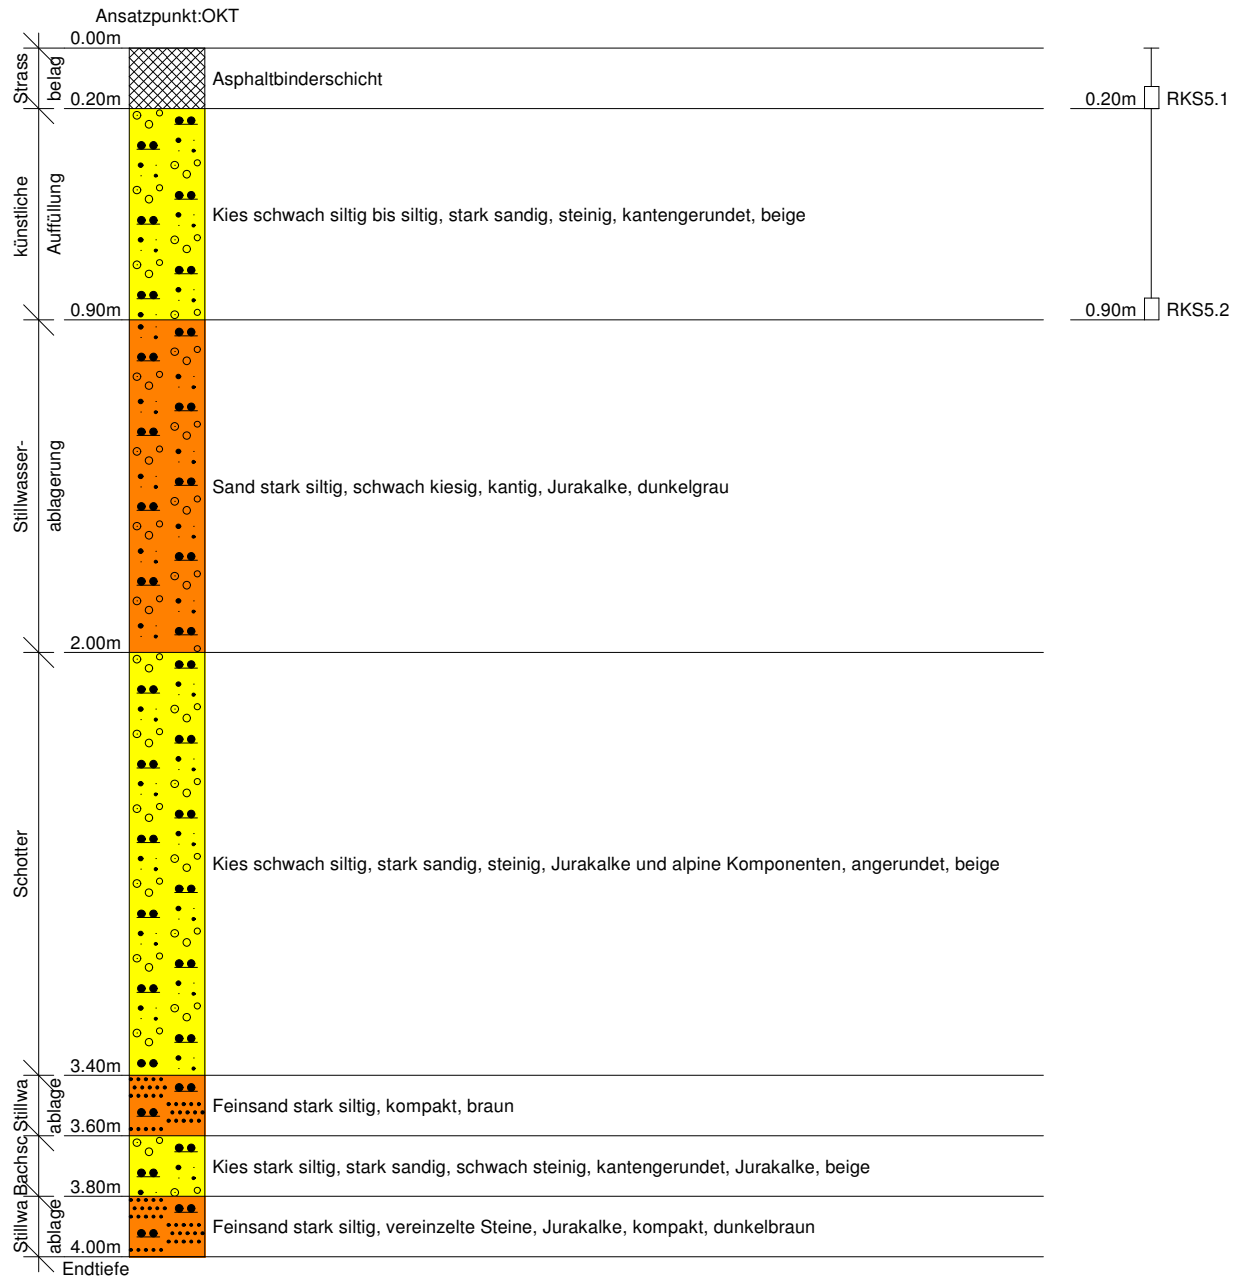 Ansatzpunkt:OKT
0.00m
Strass
belag
Asphaltbinderschicht
0.20m
0.20m RKS5.1
künstliche
Auffüllung
Kies schwach siltig bis siltig, stark sandig, steinig, kantengerundet, beige
0.90m
0.90m RKS5.2
Stillwasser-
ablagerung
Sand stark siltig, schwach kiesig, kantig, Jurakalke, dunkelgrau
2.00m
Schotter
Kies schwach siltig, stark sandig, steinig, Jurakalke und alpine Komponenten, angerundet, beige
3.40m
Stillwa
ablage
Feinsand stark siltig, kompakt, braun
3.60m
Bachsc
Kies stark siltig, stark sandig, schwach steinig, kantengerundet, Jurakalke, beige
3.80m
Stillwa
ablage
Feinsand stark siltig, vereinzelte Steine, Jurakalke, kompakt, dunkelbraun
4.00m
Endtiefe